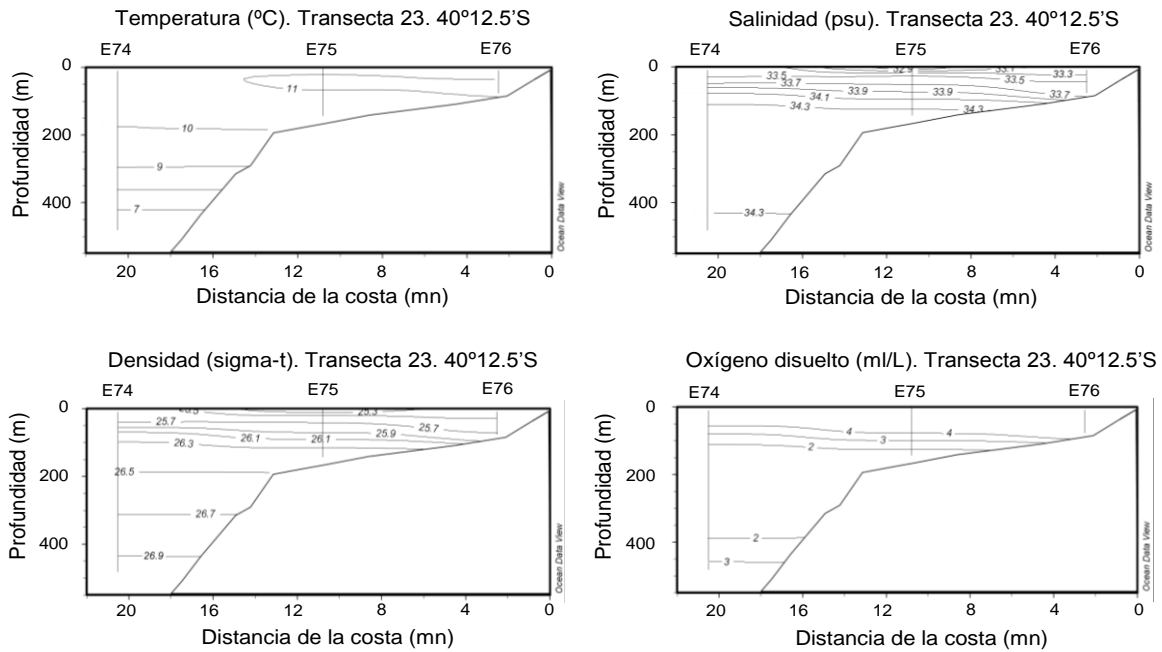 Temperatura (ºC). Transecta 23. 40º12.5’S
E74 E75 E76
0
200
400
Profundidad (m)
11
10
9
7
Ocean Data View
20 16 12 8 4 0
Distancia de la costa (mn)
Salinidad (psu). Transecta 23. 40º12.5’S
E74 E75 E76
0
200
400
Profundidad (m)
32.9 33.1
33.5 33.3
33.7 33.5
33.9 33.9
34.1 33.7
34.3 34.3
34.3
Ocean Data View
20 16 12 8 4 0
Distancia de la costa (mn)
Densidad (sigma-t). Transecta 23. 40º12.5’S
E74 E75 E76
0
200
400
Profundidad (m)
25.3
25.7 25.7
26.1 26.1 25.9
26.3
26.5
26.7
26.9
Ocean Data View
20 16 12 8 4 0
Distancia de la costa (mn)
Oxígeno disuelto (ml/L). Transecta 23. 40º12.5’S
E74 E75 E76
0
200
400
Profundidad (m)
4 4
3
2
2
3
Ocean Data View
20 16 12 8 4 0
Distancia de la costa (mn)